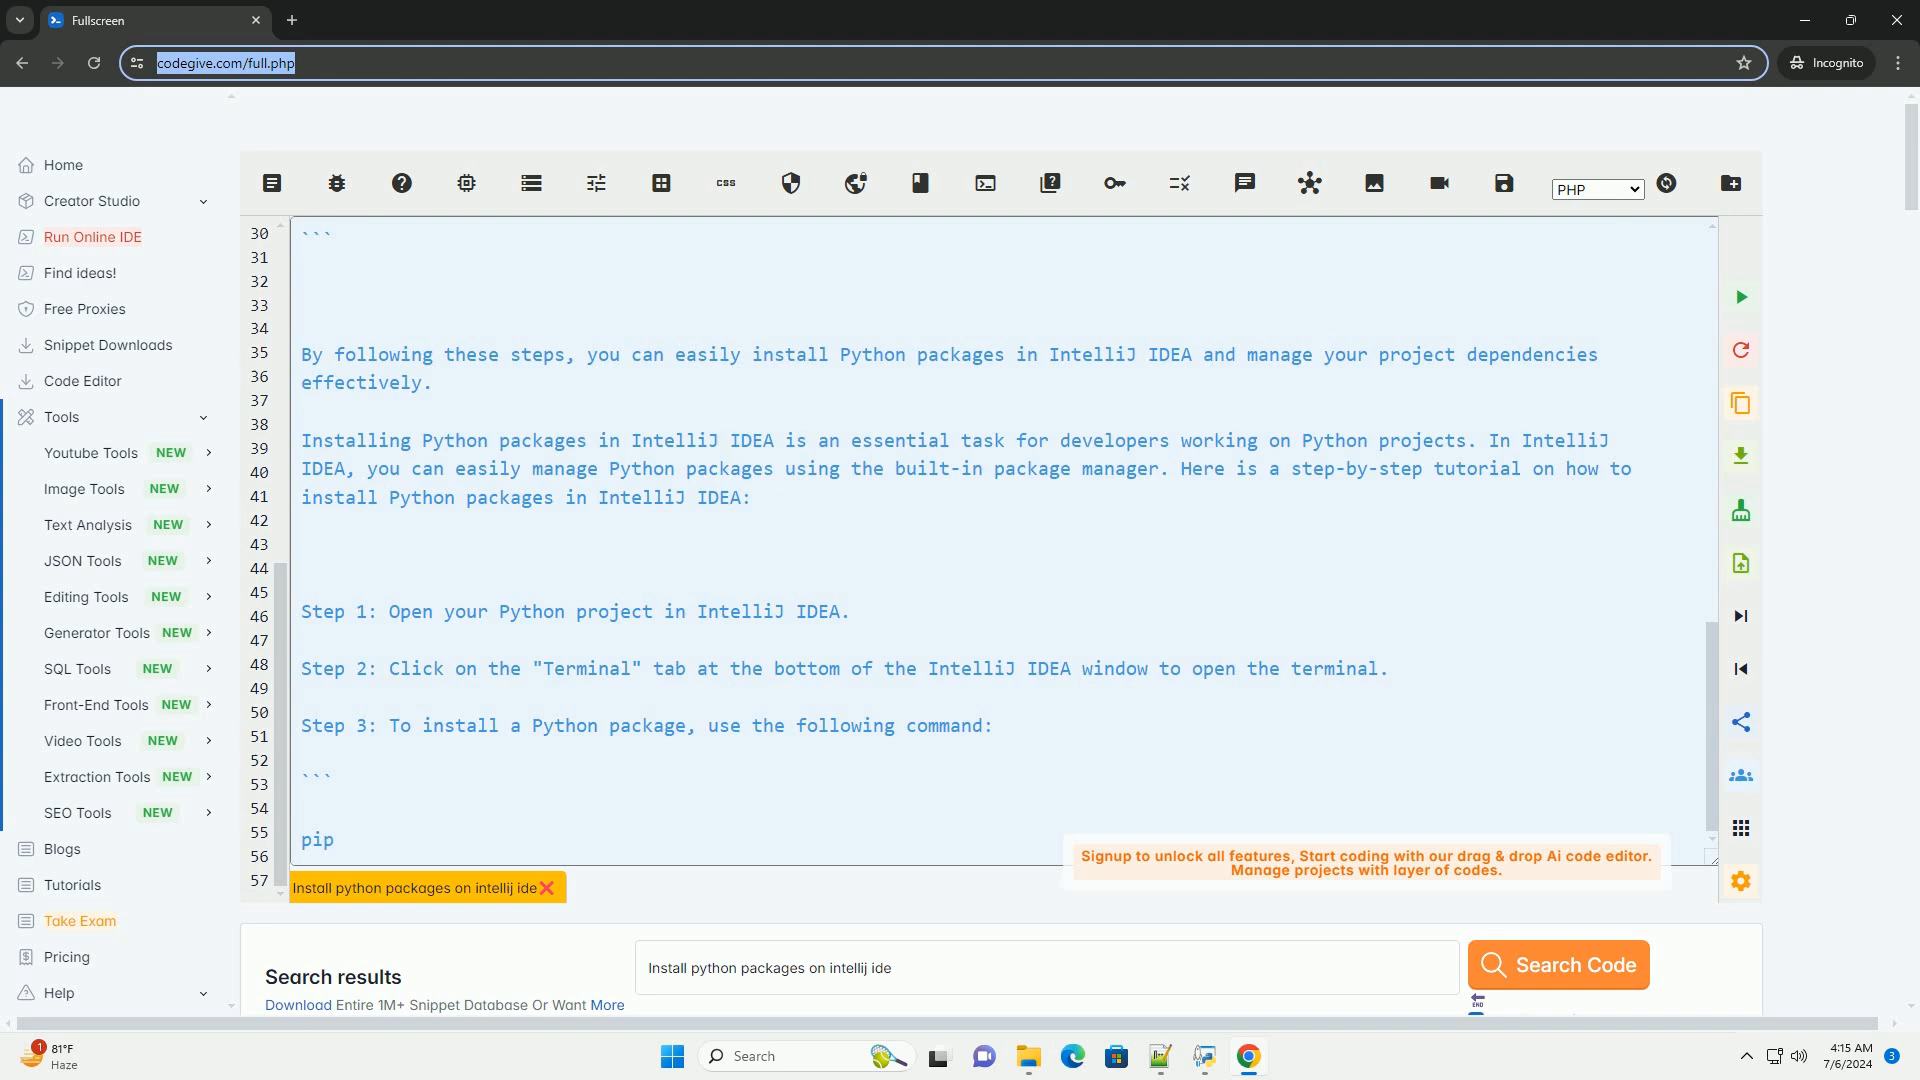 Fullscreen
codegive.com/full.php
Incognito
Home
Creator Studio
Run Online IDE
Find ideas!
Free Proxies
Snippet Downloads
Code Editor
Tools
Youtube Tools NEW
Image Tools NEW
Text Analysis NEW
JSON Tools NEW
Editing Tools NEW
Generator Tools NEW
SQL Tools NEW
Front-End Tools NEW
Video Tools NEW
Extraction Tools NEW
SEO Tools NEW
Blogs
Tutorials
Take Exam
Pricing
Help
css
PHP
30
31
32
33
34
35
36
37
38
39
40
41
42
43
44
45
46
47
48
49
50
51
52
53
54
55
56
57
```
By following these steps, you can easily install Python packages in IntelliJ IDEA and manage your project dependencies
effectively.
Installing Python packages in IntelliJ IDEA is an essential task for developers working on Python projects. In IntelliJ
IDEA, you can easily manage Python packages using the built-in package manager. Here is a step-by-step tutorial on how to
install Python packages in IntelliJ IDEA:
Step 1: Open your Python project in IntelliJ IDEA.
Step 2: Click on the "Terminal" tab at the bottom of the IntelliJ IDEA window to open the terminal.
Step 3: To install a Python package, use the following command:
```
pip
Signup to unlock all features, Start coding with our drag & drop Ai code editor.
Manage projects with layer of codes.
Install python packages on intellij ide
Search results
Download Entire 1M+ Snippet Database Or Want More
Install python packages on intellij ide
Search Code
END
1
81°F
Haze
Search
4:15 AM
7/6/2024
3